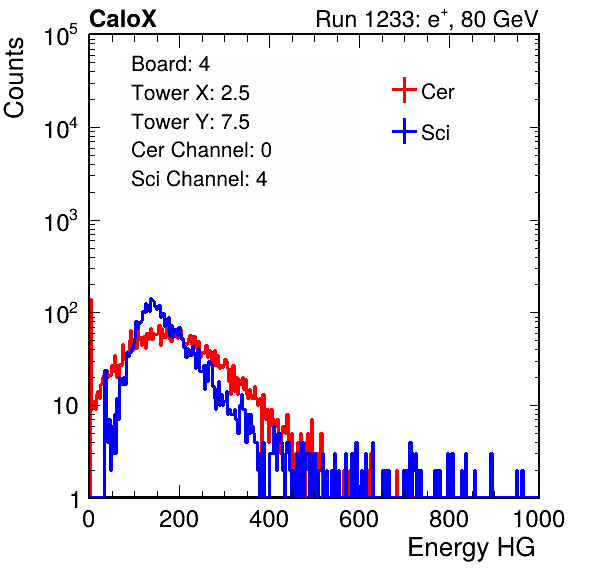 CaloX Run 1233: e⁺, 80 GeV
Counts
10⁵
10⁴
10³
10²
10
1
Board: 4
Tower X: 2.5
Tower Y: 7.5
Cer Channel: 0
Sci Channel: 4
Cer
Sci
0 200 400 600 800 1000
Energy HG